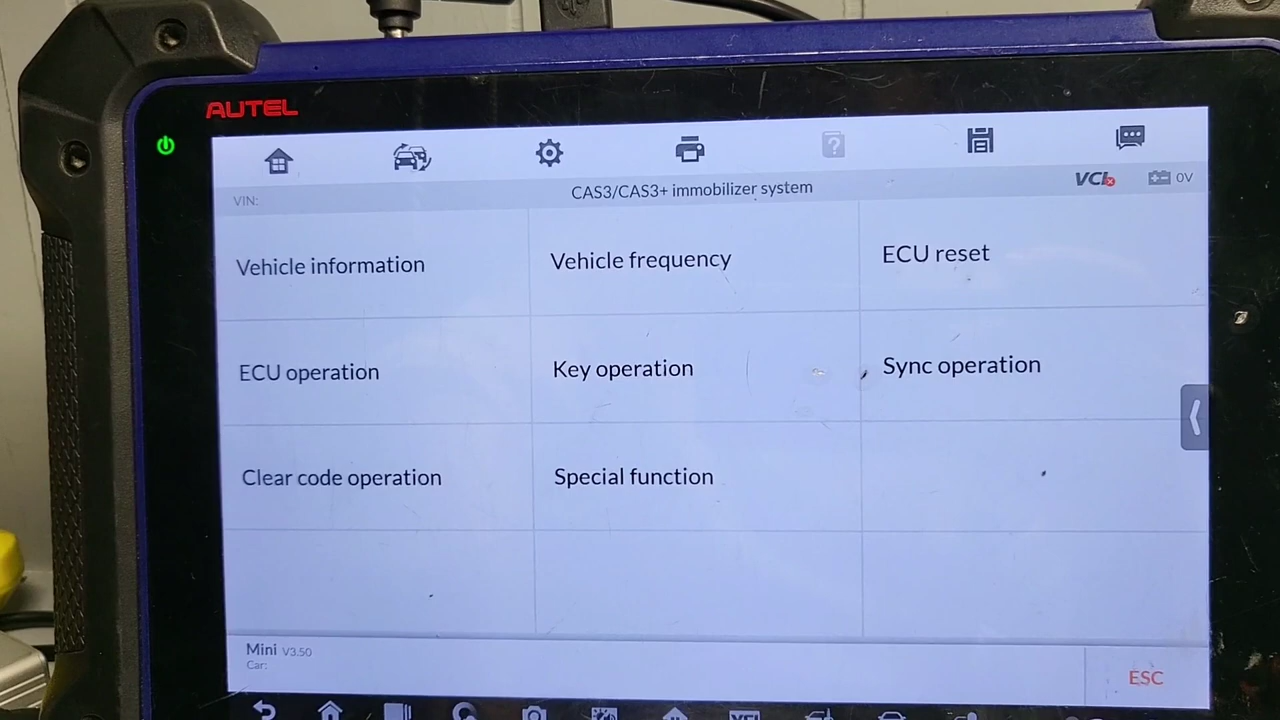 AUTEL
VIN:
CAS3/CAS3+ immobilizer system
VCI
0V
Vehicle information
Vehicle frequency
ECU reset
ECU operation
Key operation
Sync operation
Clear code operation
Special function
Mini V3.50
Car:
ESC
VCI